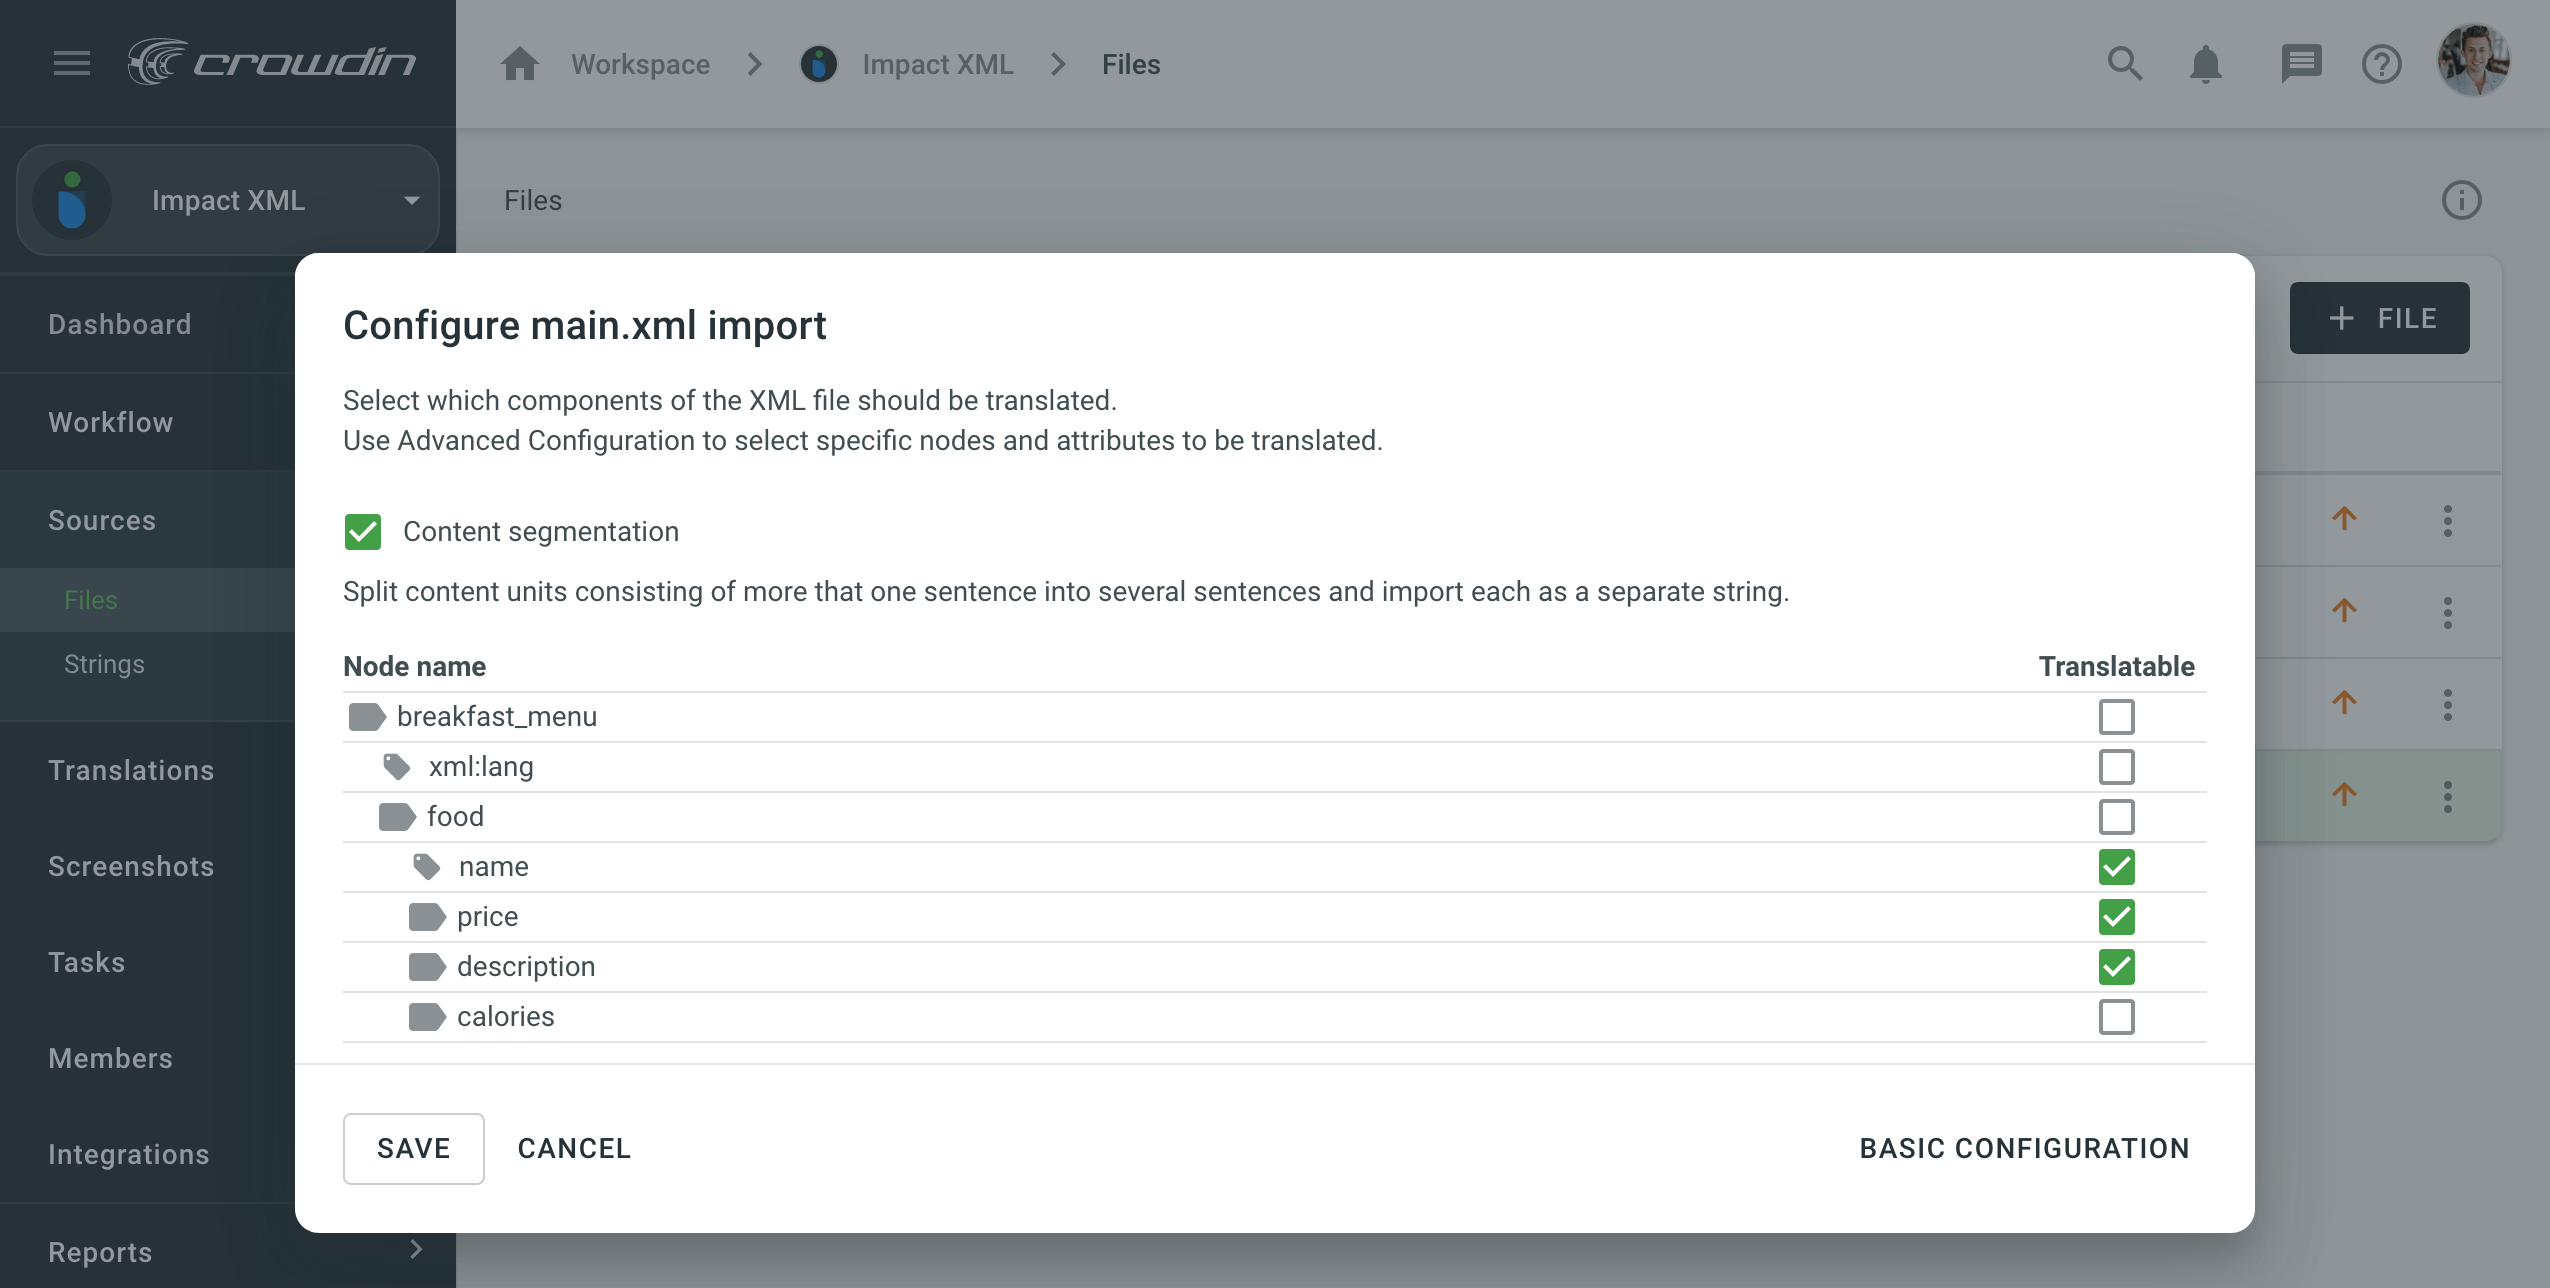 crowdin
Workspace
Impact XML
Files
Impact XML
Files
Dashboard
Workflow
Sources
Files
Strings
Translations
Screenshots
Tasks
Members
Integrations
Reports
+ FILE
Configure main.xml import
Select which components of the XML file should be translated.
Use Advanced Configuration to select specific nodes and attributes to be translated.
Content segmentation
Split content units consisting of more that one sentence into several sentences and import each as a separate string.
Node name Translatable
breakfast_menu
xml:lang
food
name
price
description
calories
SAVE CANCEL BASIC CONFIGURATION